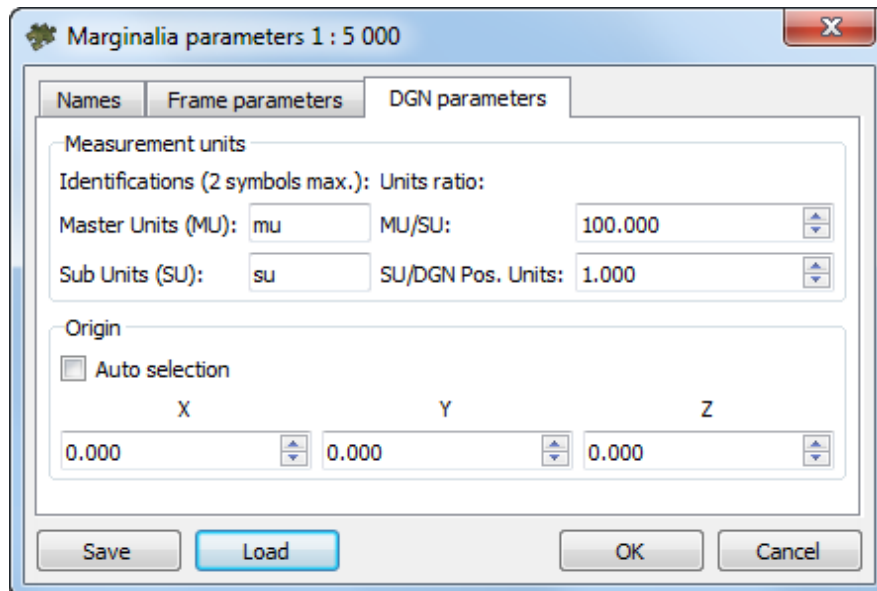 Marginalia parameters 1 : 5 000
Names Frame parameters DGN parameters
Measurement units
Identifications (2 symbols max.): Units ratio:
Master Units (MU): mu MU/SU: 100.000
Sub Units (SU): su SU/DGN Pos. Units: 1.000
Origin
Auto selection
X Y Z
0.000 0.000 0.000
Save Load OK Cancel